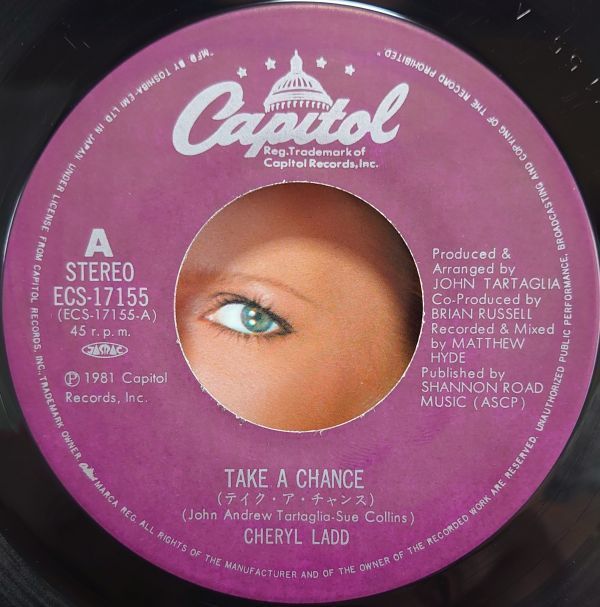 Capitol
Reg. Trademark of
Capitol Records, Inc.
A
STEREO
ECS-17155
(ECS-17155-A)
45 r.p.m.
JASRAC
Ⓟ 1981 Capitol
Records, Inc.
Produced &
Arranged by
JOHN TARTAGLIA
Co-Produced by
BRIAN RUSSELL
Recorded & Mixed
by MATTHEW
HYDE
Published by
SHANNON ROAD
MUSIC (ASCP)
TAKE A CHANCE
(テイク・ア・チャンス)
(John Andrew Tartaglia-Sue Collins)
CHERYL LADD
"MFD BY TOSHIBA-EMI LTD IN JAPAN UNDER LICENSE FROM CAPITOL RECORDS, INC., TRADEMARK OWNER. Capitol MARCA REG. ALL RIGHTS OF THE MANUFACTURER AND OF THE OWNER OF THE RECORDED WORK ARE RESERVED. UNAUTHORIZED PUBLIC PERFORMANCE, BROADCASTING AND COPYING OF THE RECORD PROHIBITED"